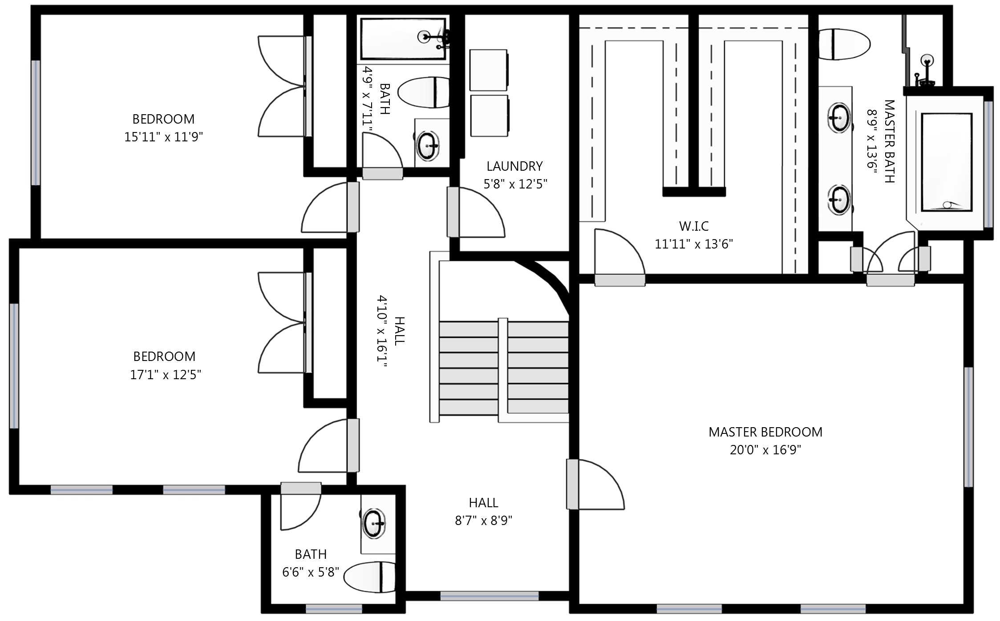 BEDROOM
15'11" x 11'9"
BATH
4'9" x 7'11"
LAUNDRY
5'8" x 12'5"
W.I.C
11'11" x 13'6"
MASTER BATH
8'9" x 13'6"
BEDROOM
17'1" x 12'5"
HALL
4'10" x 16'1"
MASTER BEDROOM
20'0" x 16'9"
HALL
8'7" x 8'9"
BATH
6'6" x 5'8"